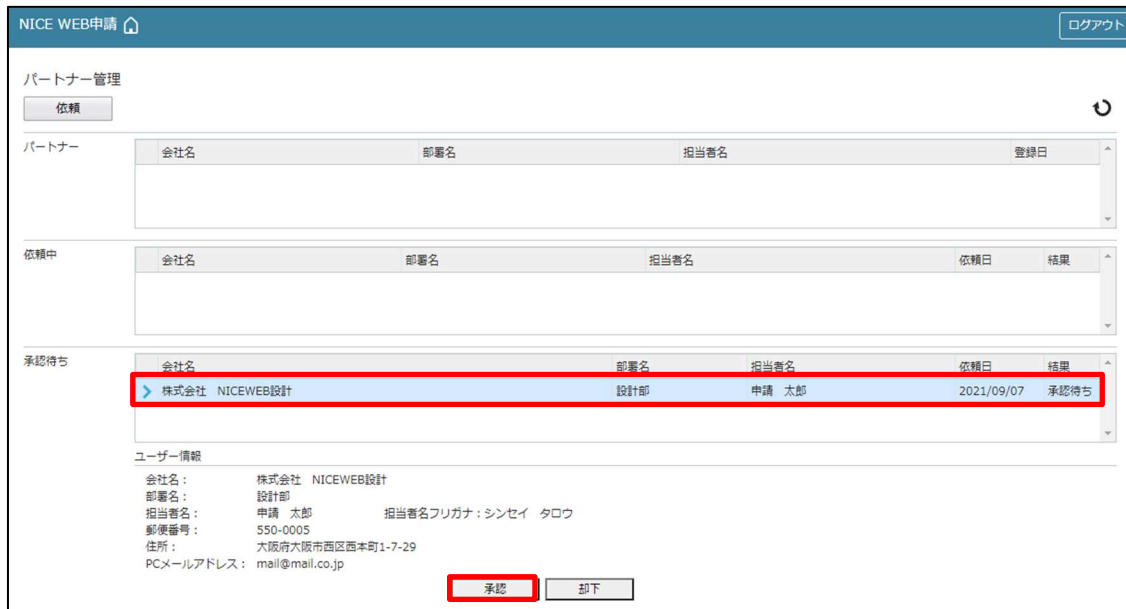 NICE WEB申請 ログアウト
パートナー管理
依頼
パートナー 会社名 部署名 担当者名 登録日
依頼中 会社名 部署名 担当者名 依頼日 結果
承認待ち 会社名 部署名 担当者名 依頼日 結果
株式会社 NICEWEB設計 設計部 申請 太郎 2021/09/07 承認待ち
ユーザー情報
会社名： 株式会社 NICEWEB設計
部署名： 設計部
担当者名： 申請 太郎 担当者名フリガナ：シンセイ タロウ
郵便番号： 550-0005
住所： 大阪府大阪市西区西本町1-7-29
PCメールアドレス： mail@mail.co.jp
承認 却下